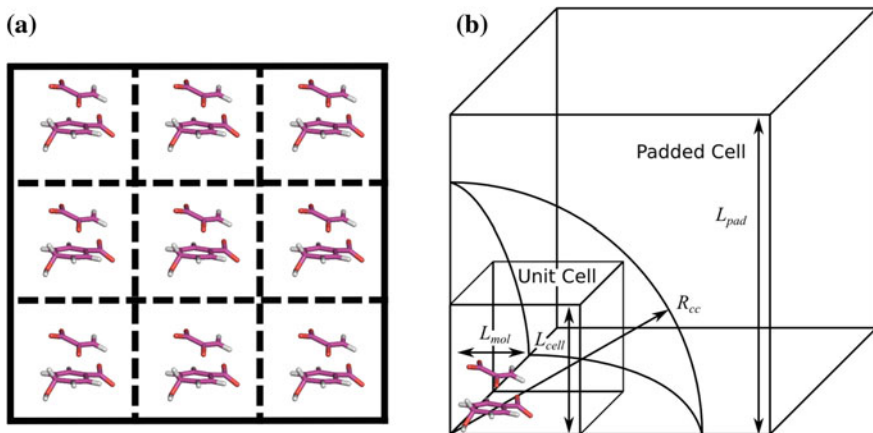 (a)
(b)
Padded Cell
L_pad
Unit Cell
R_cc
L_mol
L_cell